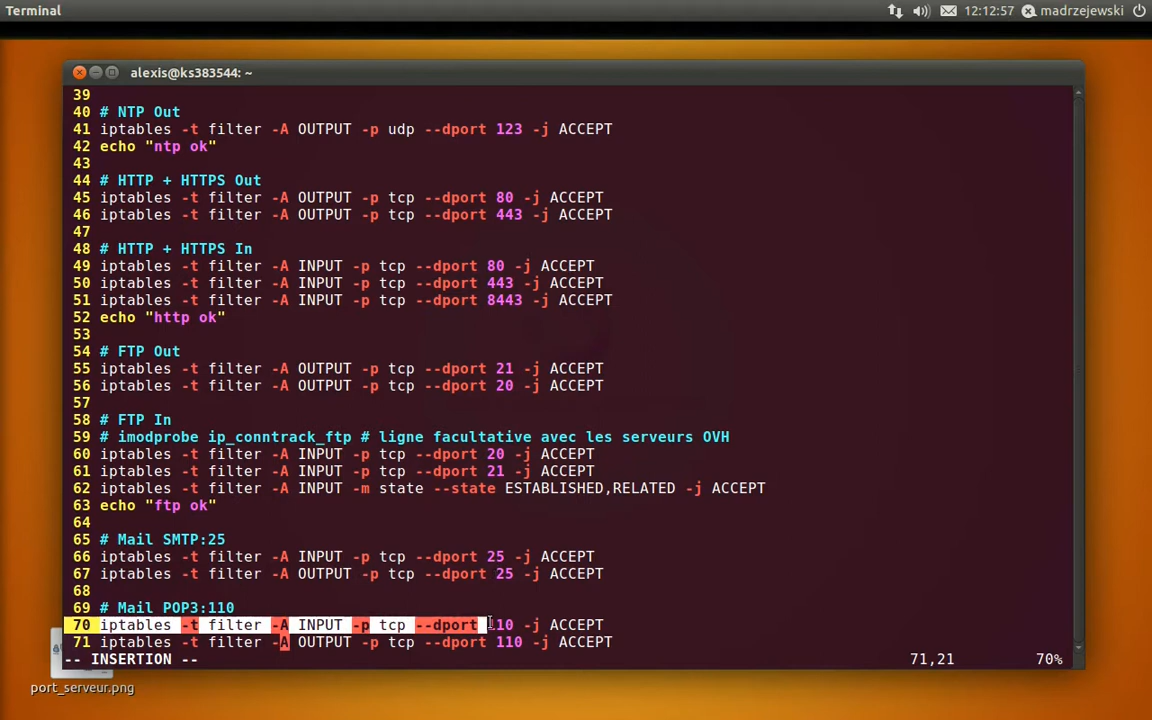 Terminal
12:12:57 madrzejewski
alexis@ks383544: ~
39
40 # NTP Out
41 iptables -t filter -A OUTPUT -p udp --dport 123 -j ACCEPT
42 echo "ntp ok"
43
44 # HTTP + HTTPS Out
45 iptables -t filter -A OUTPUT -p tcp --dport 80 -j ACCEPT
46 iptables -t filter -A OUTPUT -p tcp --dport 443 -j ACCEPT
47
48 # HTTP + HTTPS In
49 iptables -t filter -A INPUT -p tcp --dport 80 -j ACCEPT
50 iptables -t filter -A INPUT -p tcp --dport 443 -j ACCEPT
51 iptables -t filter -A INPUT -p tcp --dport 8443 -j ACCEPT
52 echo "http ok"
53
54 # FTP Out
55 iptables -t filter -A OUTPUT -p tcp --dport 21 -j ACCEPT
56 iptables -t filter -A OUTPUT -p tcp --dport 20 -j ACCEPT
57
58 # FTP In
59 # imodprobe ip_conntrack_ftp # ligne facultative avec les serveurs OVH
60 iptables -t filter -A INPUT -p tcp --dport 20 -j ACCEPT
61 iptables -t filter -A INPUT -p tcp --dport 21 -j ACCEPT
62 iptables -t filter -A INPUT -m state --state ESTABLISHED,RELATED -j ACCEPT
63 echo "ftp ok"
64
65 # Mail SMTP:25
66 iptables -t filter -A INPUT -p tcp --dport 25 -j ACCEPT
67 iptables -t filter -A OUTPUT -p tcp --dport 25 -j ACCEPT
68
69 # Mail POP3:110
70 iptables -t filter -A INPUT -p tcp --dport 110 -j ACCEPT
71 iptables -t filter -A OUTPUT -p tcp --dport 110 -j ACCEPT
-- INSERTION -- 71,21 70%
port_serveur.png